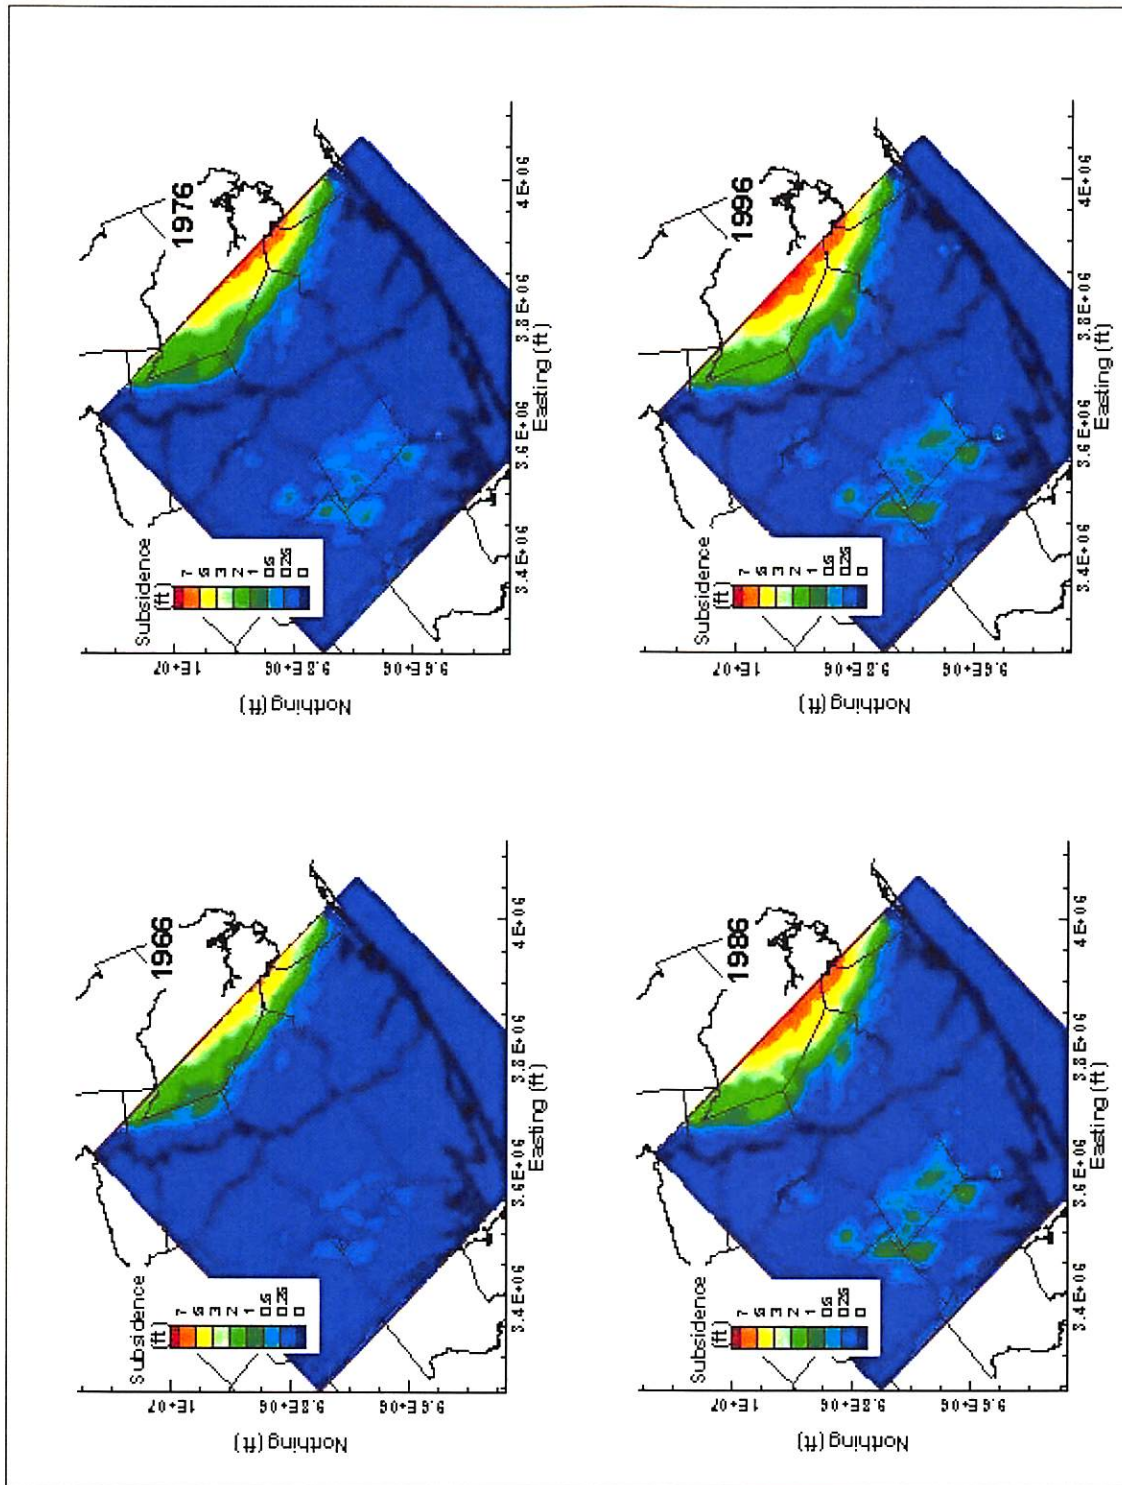 1966
Subsidence
(ft)
7
5
3
2
1
0.5
0.25
0
Northing (ft)
1E+07
9.8E+06
9.6E+06
3.4E+06 3.6E+06 3.8E+06 4E+06
Easting (ft)
1976
Subsidence
(ft)
7
5
3
2
1
0.5
0.25
0
Northing (ft)
1E+07
9.8E+06
9.6E+06
3.4E+06 3.6E+06 3.8E+06 4E+06
Easting (ft)
1986
Subsidence
(ft)
7
5
3
2
1
0.5
0.25
0
Northing (ft)
1E+07
9.8E+06
9.6E+06
3.4E+06 3.6E+06 3.8E+06 4E+06
Easting (ft)
1996
Subsidence
(ft)
7
5
3
2
1
0.5
0.25
0
Northing (ft)
1E+07
9.8E+06
9.6E+06
3.4E+06 3.6E+06 3.8E+06 4E+06
Easting (ft)